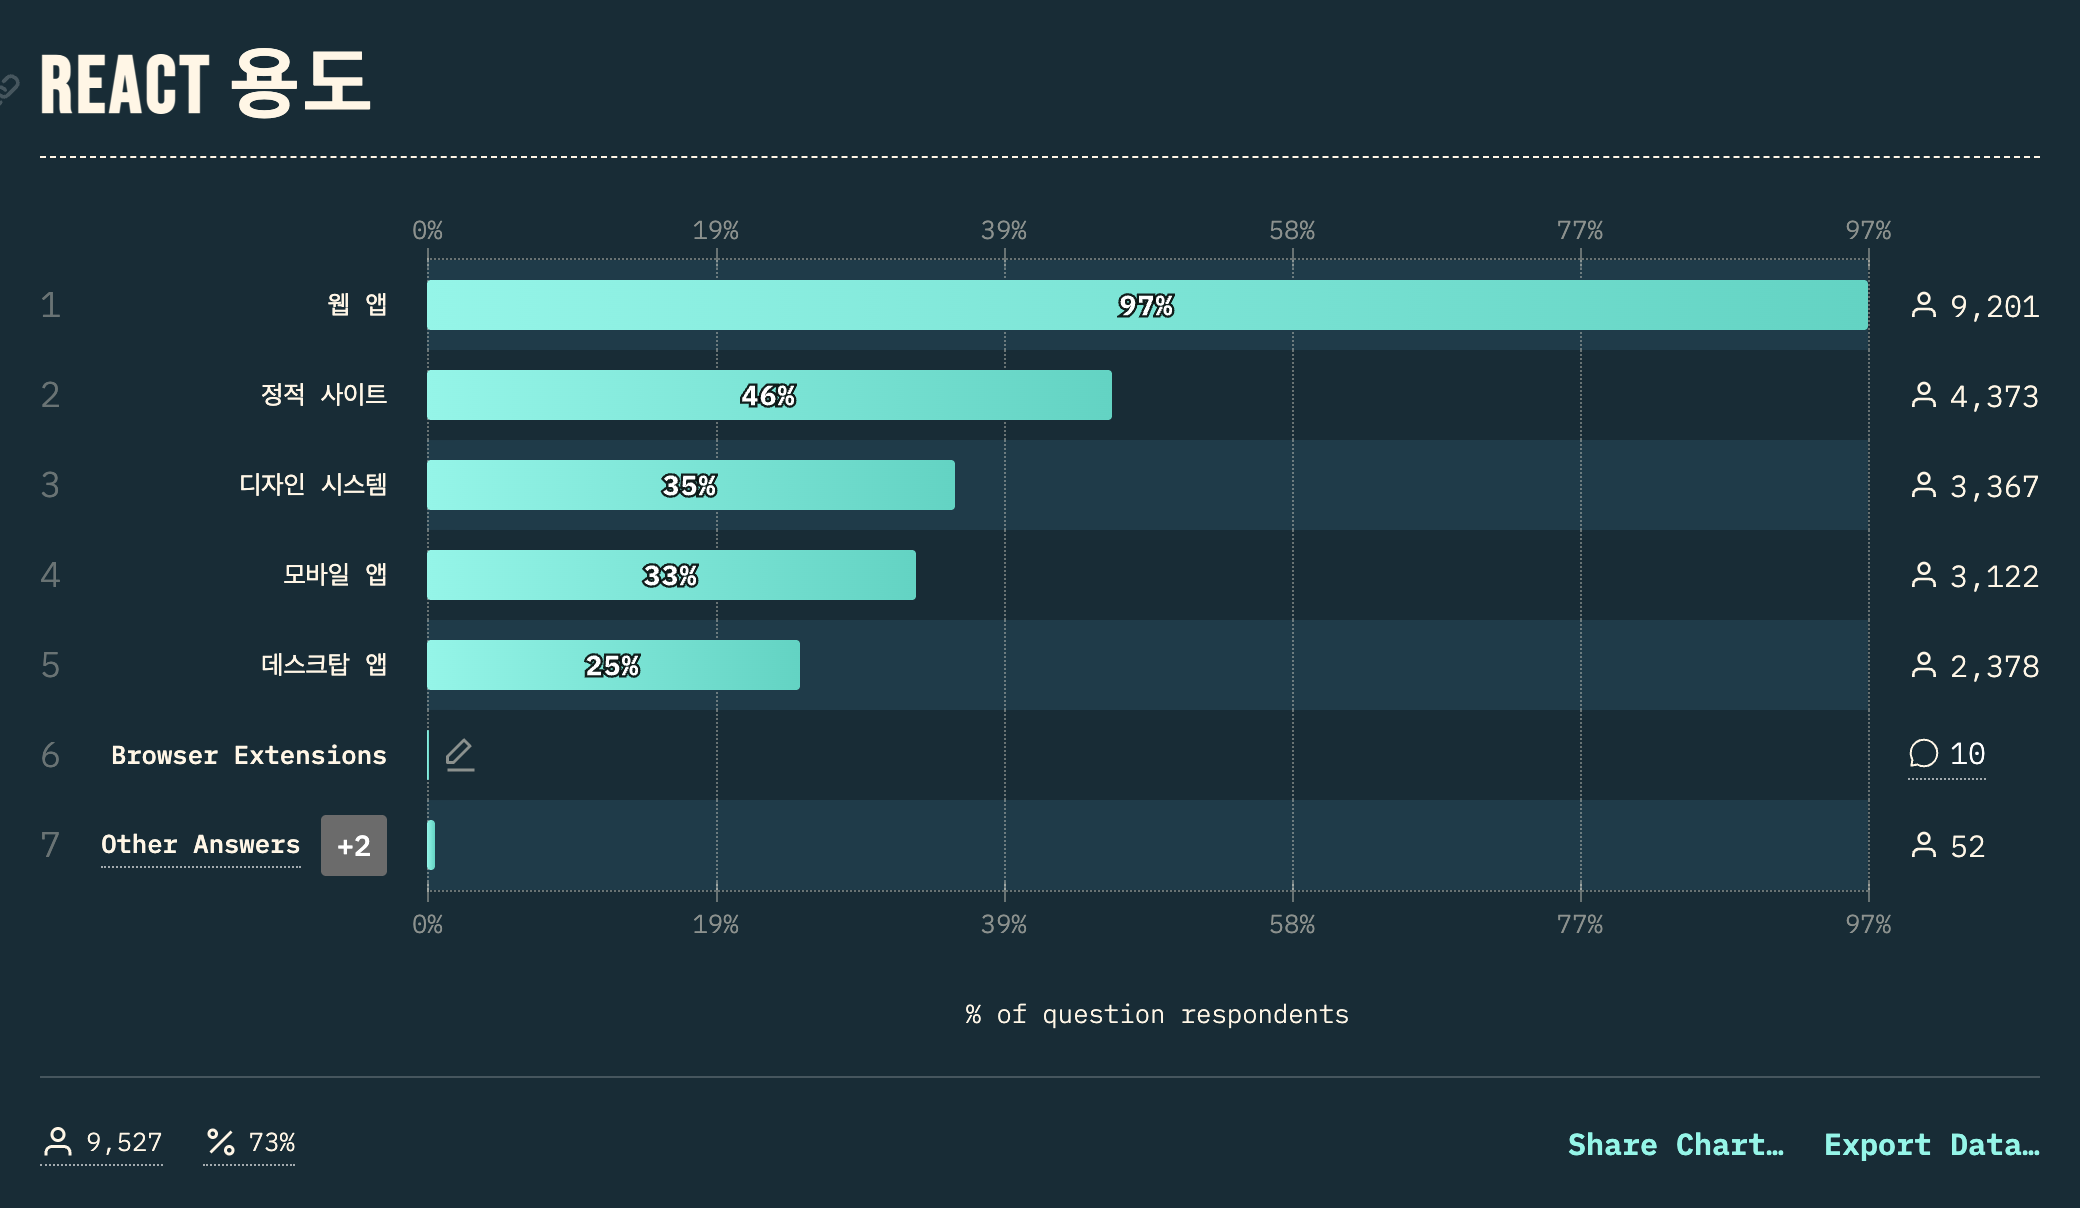 REACT 용도
0% 19% 39% 58% 77% 97%
1 웹 앱 97% 9,201
2 정적 사이트 46% 4,373
3 디자인 시스템 35% 3,367
4 모바일 앱 33% 3,122
5 데스크탑 앱 25% 2,378
6 Browser Extensions 10
7 Other Answers +2 52
0% 19% 39% 58% 77% 97%
% of question respondents
9,527 % 73% Share Chart… Export Data…